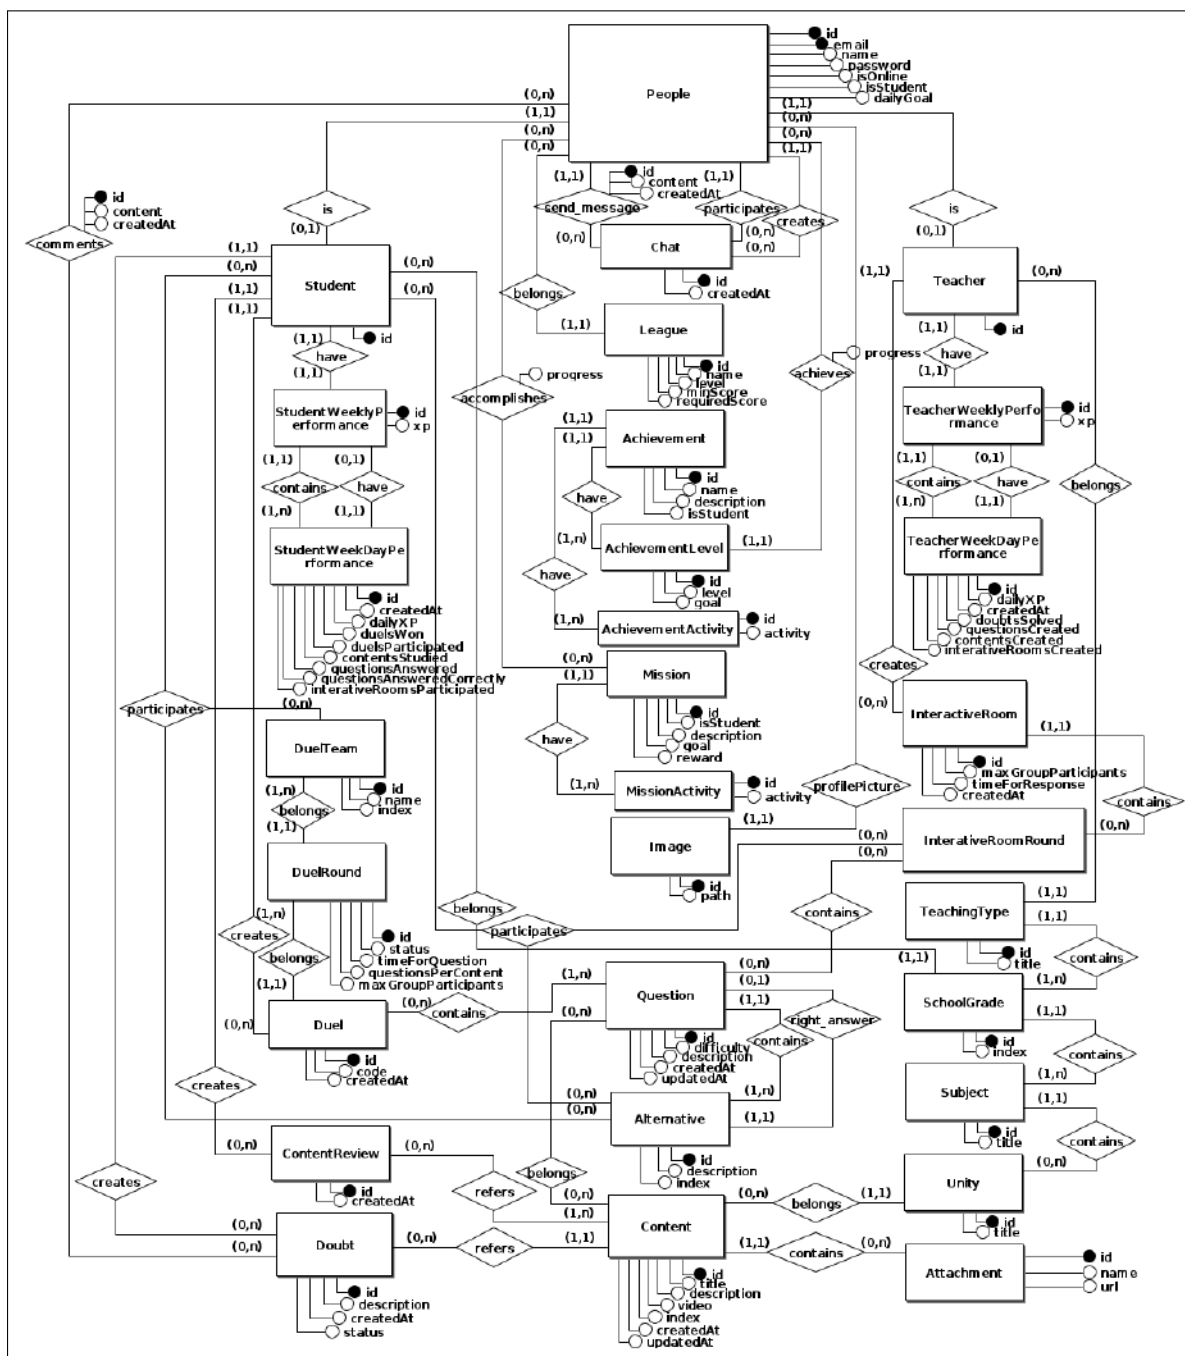 id
email
name
password
isOnline
isStudent
dailyGoal
People
(0,n)
(1,1)
(0,n)
(0,n)
(1,1)
(0,n)
(0,n)
(1,1)
(1,1)
id
content
createdAt
(1,1)
send_message
participates
creates
is
is
id
content
createdAt
comments
(0,1)
(0,n)
(0,n)
(0,n)
Chat
id
createdAt
(0,1)
(1,1)
(0,n)
(1,1)
(1,1)
Student
id
(0,n)
(0,n)
(1,1)
Teacher
id
(0,n)
belongs
(1,1)
League
id
name
level
minScore
requiredScore
(1,1)
have
(1,1)
(1,1)
have
(1,1)
progress
achieves
progress
accomplishes
StudentWeeklyP
erformance
id
xp
TeacherWeeklyPerfo
rmance
id
xp
(1,1)
(1,1)
Achievement
id
name
description
isStudent
(1,1)
(0,1)
contains
have
(1,n)
(1,1)
(1,1)
(0,1)
contains
have
(1,n)
(1,1)
belongs
have
(1,n)
AchievementLevel
(1,1)
id
level
goal
StudentWeekDayP
erformance
id
createdAt
dailyXP
duelsWon
duelsParticipated
contentsStudied
questionsAnswered
questionsAnsweredCorrectly
interativeRoomsParticipated
TeacherWeekDayPe
rformance
id
dailyXP
createdAt
doubtsSolved
questionsCreated
contentsCreated
interativeRoomsCreated
have
(1,n)
AchievementActivity
id
activity
(0,n)
(1,1)
Mission
id
isStudent
description
goal
reward
creates
(0,n)
InteractiveRoom
(1,1)
id
maxGroupParticipants
timeForResponse
createdAt
participates
(0,n)
DuelTeam
id
name
index
have
(1,n)
MissionActivity
id
activity
profilePicture
contains
(1,n)
belongs
(1,1)
Image
(1,1)
id
path
(0,n)
(0,n)
InterativeRoomRound
(0,n)
DuelRound
id
status
timeForQuestion
questionsPerContent
maxGroupParticipants
belongs
participates
contains
TeachingType
(1,1)
(1,1)
id
title
(1,n)
creates
belongs
(1,1)
(0,n)
contains
(1,1)
SchoolGrade
(1,n)
(1,1)
id
index
Duel
(0,n)
contains
(1,n)
id
code
createdAt
(0,n)
Question
(0,n)
(0,1)
(1,1)
right_answer
contains
id
difficulty
description
createdAt
updatedAt
contains
creates
(0,n)
(0,n)
Alternative
(1,n)
(1,1)
id
description
index
Subject
(1,n)
(1,1)
id
title
contains
(0,n)
ContentReview
(0,n)
id
createdAt
creates
refers
belongs
(0,n)
(1,n)
Content
(0,n)
belongs
(1,1)
Unity
(0,n)
id
title
(0,n)
(0,n)
Doubt
(0,n)
refers
(1,1)
(1,1)
contains
(0,n)
Attachment
id
name
url
id
description
createdAt
status
id
title
description
video
index
createdAt
updatedAt